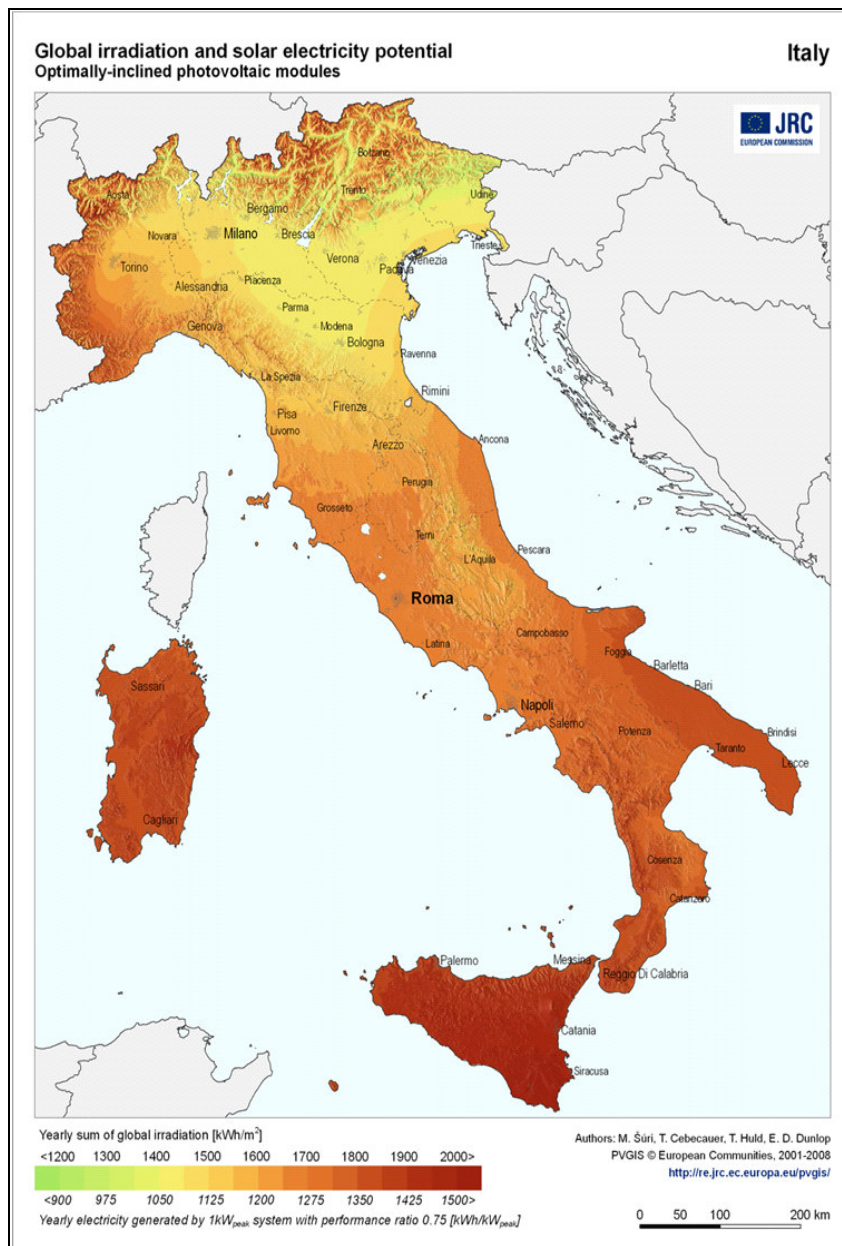 Global irradiation and solar electricity potential
Optimally-inclined photovoltaic modules
Italy
JRC
EUROPEAN COMMISSION
Bolzano
Aosta
Trento
Udine
Bergamo
Novara
Milano
Brescia
Trieste
Verona
Padova
Venezia
Torino
Piacenza
Alessandria
Parma
Modena
Genova
Bologna
Ravenna
La Spezia
Rimini
Pisa
Firenze
Livorno
Ancona
Arezzo
Perugia
Grosseto
Terni
Pescara
L'Aquila
Roma
Campobasso
Latina
Foggia
Barletta
Sassari
Bari
Napoli
Salerno
Potenza
Brindisi
Taranto
Lecce
Cagliari
Cosenza
Catanzaro
Palermo
Messina
Reggio Di Calabria
Catania
Siracusa
Yearly sum of global irradiation [kWh/m²]
<1200 1300 1400 1500 1600 1700 1800 1900 2000>
<900 975 1050 1125 1200 1275 1350 1425 1500>
Yearly electricity generated by 1kWpeak system with performance ratio 0.75 [kWh/kWpeak]
Authors: M. Šúri, T. Cebecauer, T. Huld, E. D. Dunlop
PVGIS © European Communities, 2001-2008
http://re.jrc.ec.europa.eu/pvgis/
0 50 100 200 km